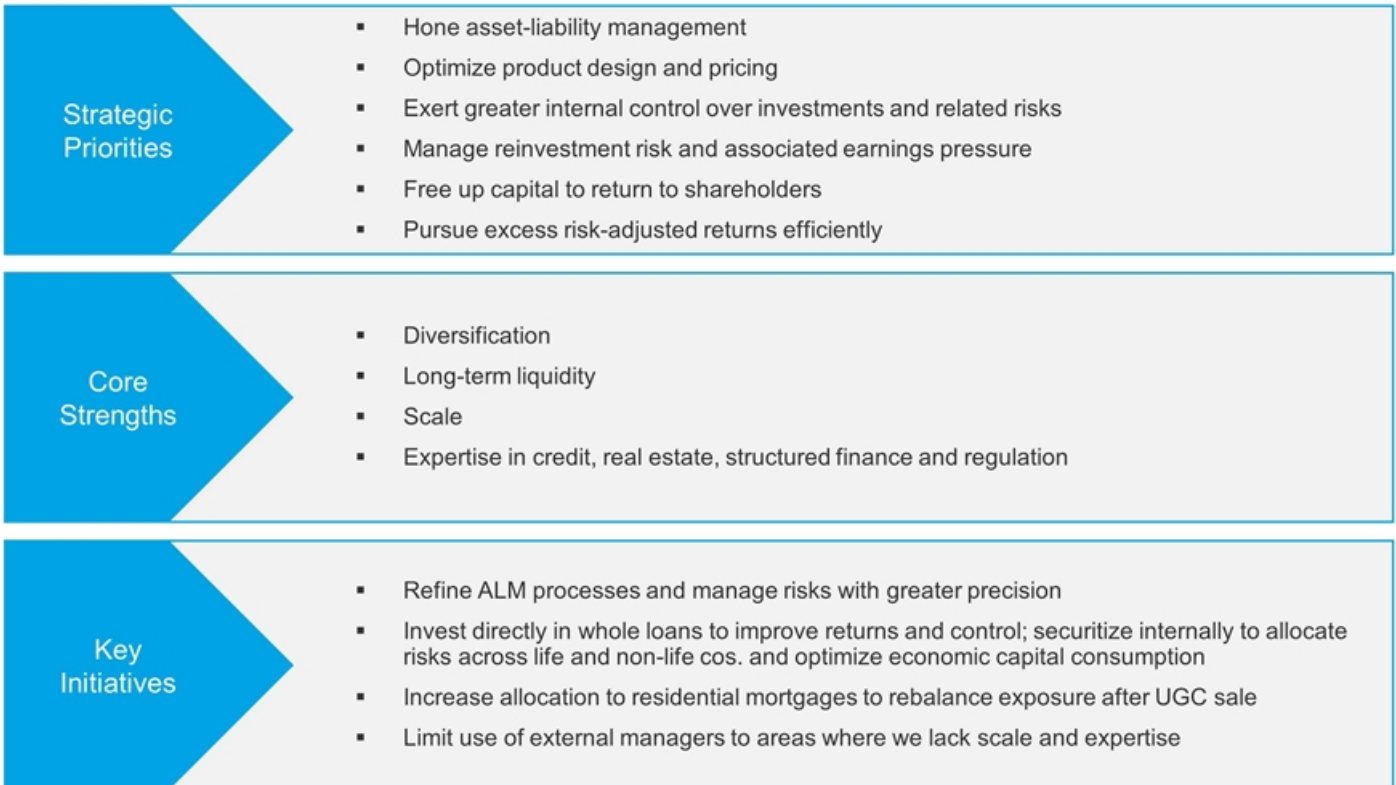 Strategic
Priorities
▪ Hone asset-liability management
▪ Optimize product design and pricing
▪ Exert greater internal control over investments and related risks
▪ Manage reinvestment risk and associated earnings pressure
▪ Free up capital to return to shareholders
▪ Pursue excess risk-adjusted returns efficiently
Core
Strengths
▪ Diversification
▪ Long-term liquidity
▪ Scale
▪ Expertise in credit, real estate, structured finance and regulation
Key
Initiatives
▪ Refine ALM processes and manage risks with greater precision
▪ Invest directly in whole loans to improve returns and control; securitize internally to allocate
risks across life and non-life cos. and optimize economic capital consumption
▪ Increase allocation to residential mortgages to rebalance exposure after UGC sale
▪ Limit use of external managers to areas where we lack scale and expertise